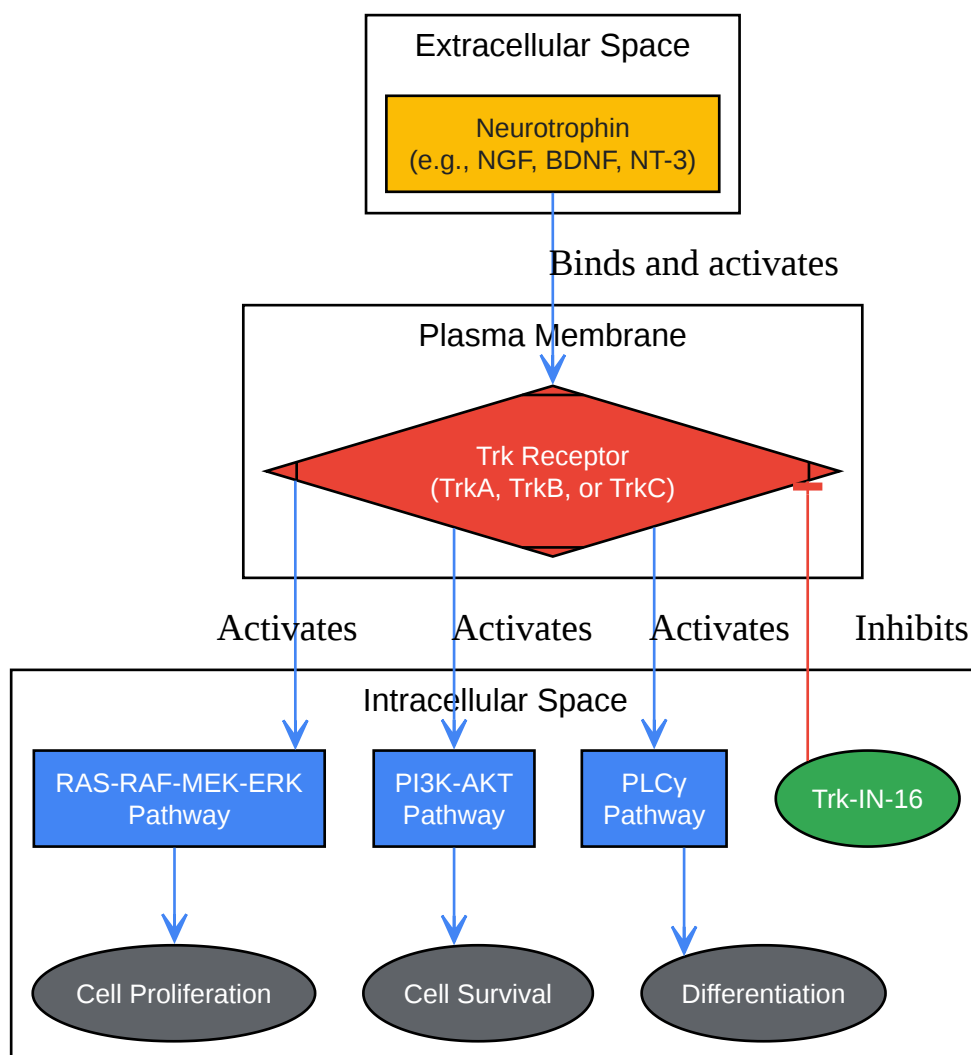 Extracellular Space
Neurotrophin
(e.g., NGF, BDNF, NT-3)
Binds and activates
Plasma Membrane
Trk Receptor
(TrkA, TrkB, or TrkC)
Activates
Activates
Activates
Inhibits
Intracellular Space
RAS-RAF-MEK-ERK
Pathway
PI3K-AKT
Pathway
PLCγ
Pathway
Trk-IN-16
Cell Proliferation
Cell Survival
Differentiation